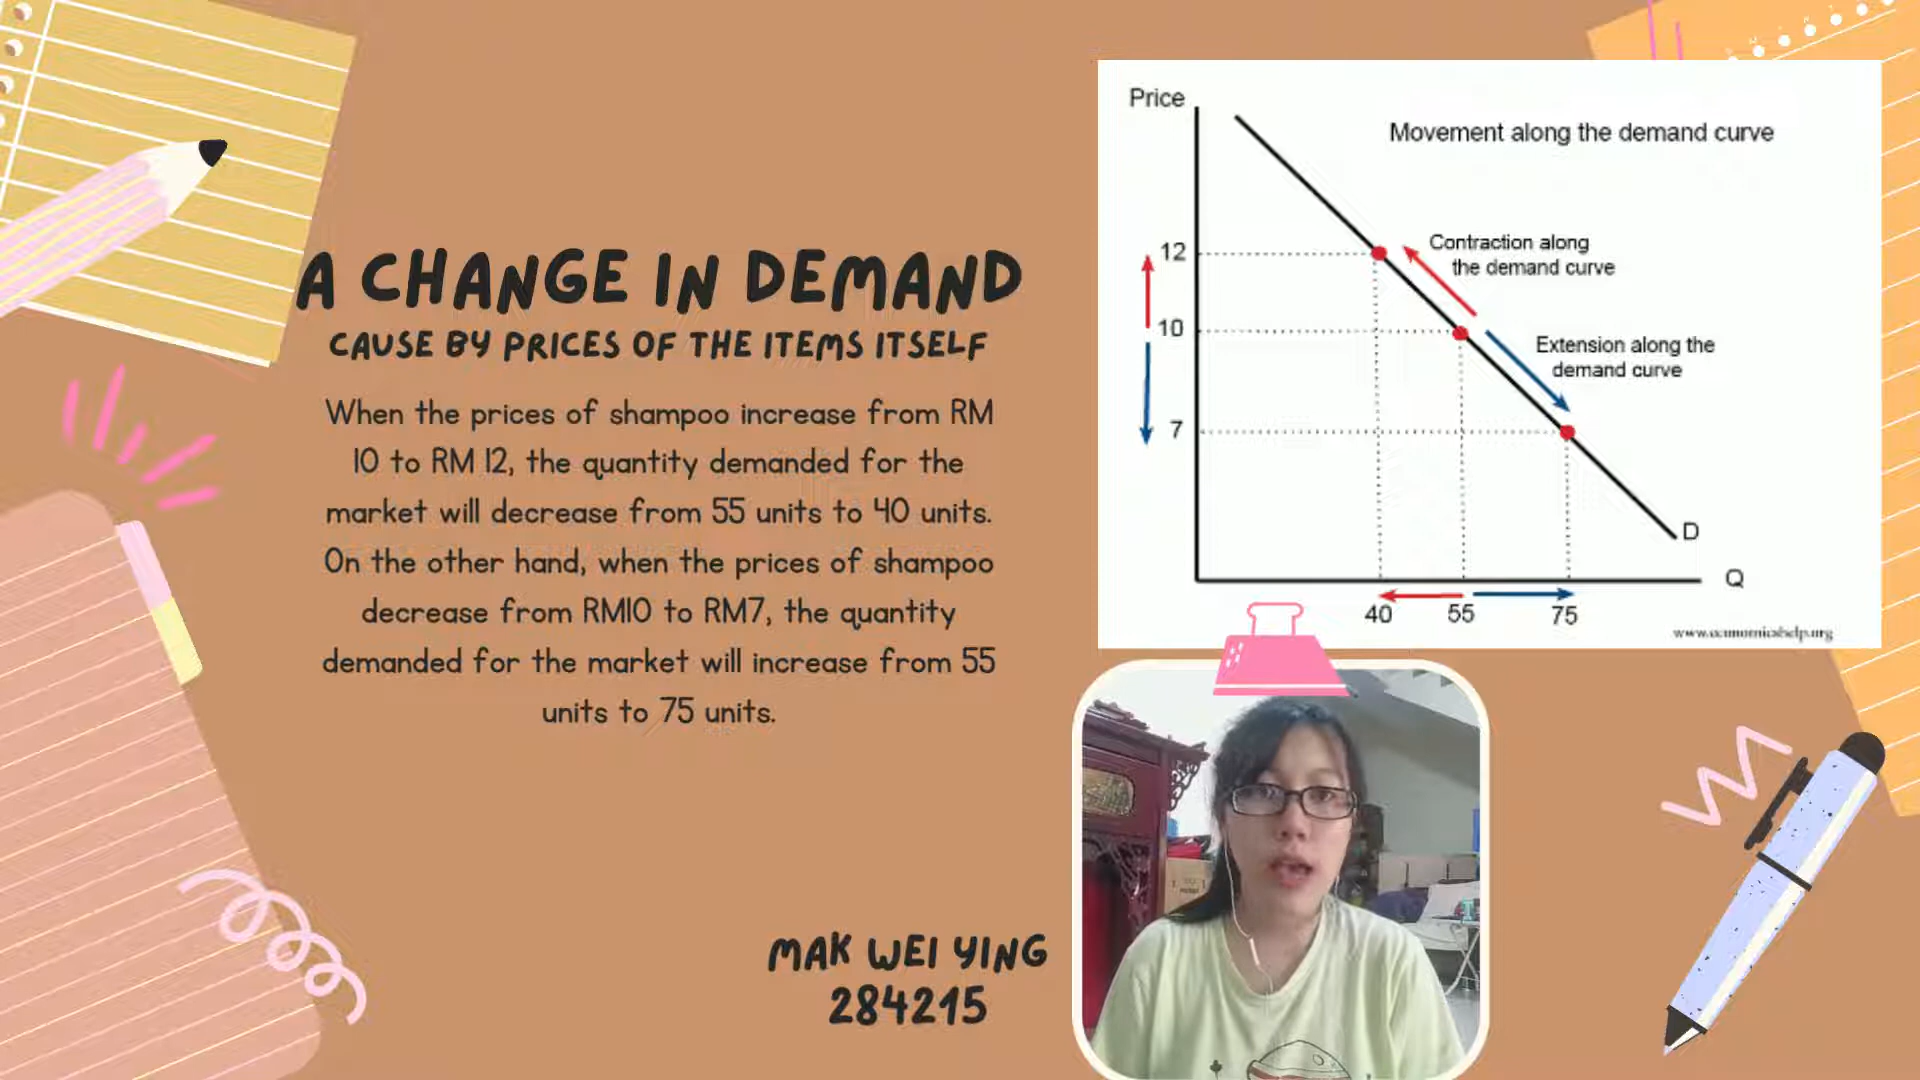 A CHANGE IN DEMAND
CAUSE BY PRICES OF THE ITEMS ITSELF
When the prices of shampoo increase from RM
10 to RM 12, the quantity demanded for the
market will decrease from 55 units to 40 units.
On the other hand, when the prices of shampoo
decrease from RM10 to RM7, the quantity
demanded for the market will increase from 55
units to 75 units.
MAK WEI YING
284215
Price
Movement along the demand curve
12
Contraction along
the demand curve
10
Extension along the
demand curve
7
D
Q
40
55
75
www.economicshelp.org